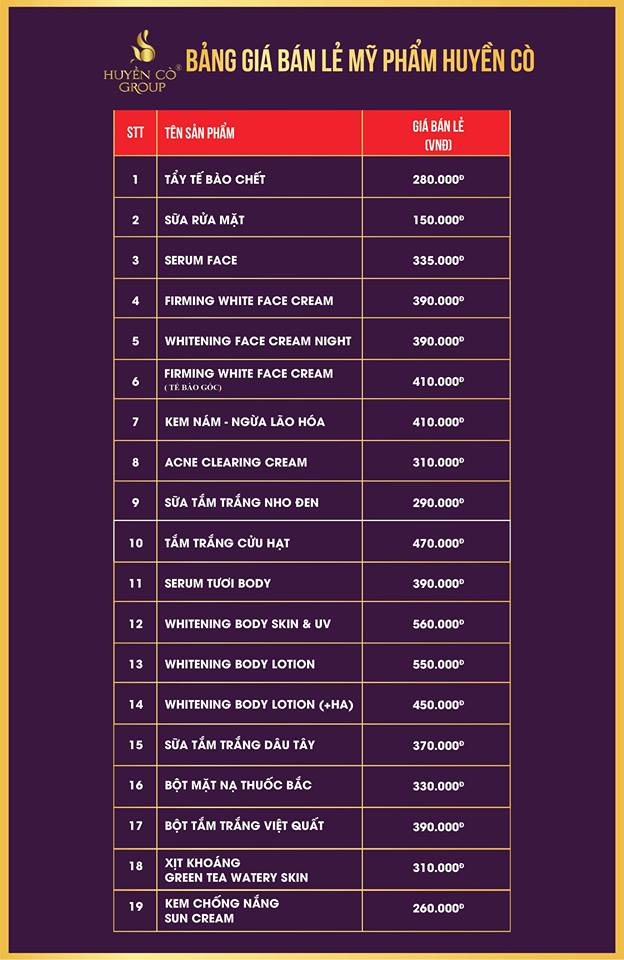 HUYỀN CÒ®
GROUP
BẢNG GIÁ BÁN LẺ MỸ PHẨM HUYỀN CÒ
STT TÊN SẢN PHẨM GIÁ BÁN LẺ (VNĐ)
1 TẨY TẾ BÀO CHẾT 280.000Đ
2 SỮA RỬA MẶT 150.000Đ
3 SERUM FACE 335.000Đ
4 FIRMING WHITE FACE CREAM 390.000Đ
5 WHITENING FACE CREAM NIGHT 390.000Đ
6 FIRMING WHITE FACE CREAM
( TẾ BÀO GỐC) 410.000Đ
7 KEM NÁM - NGỪA LÃO HÓA 410.000Đ
8 ACNE CLEARING CREAM 310.000Đ
9 SỮA TẮM TRẮNG NHO ĐEN 290.000Đ
10 TẮM TRẮNG CỬU HẠT 470.000Đ
11 SERUM TƯƠI BODY 390.000Đ
12 WHITENING BODY SKIN & UV 560.000Đ
13 WHITENING BODY LOTION 550.000Đ
14 WHITENING BODY LOTION (+HA) 450.000Đ
15 SỮA TẮM TRẮNG DÂU TÂY 370.000Đ
16 BỘT MẶT NẠ THUỐC BẮC 330.000Đ
17 BỘT TẮM TRẮNG VIỆT QUẤT 390.000Đ
18 XỊT KHOÁNG
GREEN TEA WATERY SKIN 310.000Đ
19 KEM CHỐNG NẮNG
SUN CREAM 260.000Đ